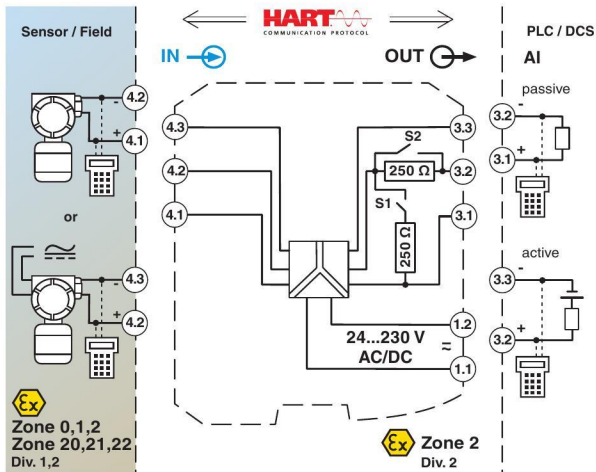 HART
COMMUNICATION PROTOCOL
Sensor / Field
IN
OUT
PLC / DCS
AI
passive
4.2
-
+
4.1
or
4.3
-
+
4.2
Ex
Zone 0,1,2
Zone 20,21,22
Div. 1,2
4.3
4.2
4.1
S2
250 Ω
S1
250 Ω
3.3
3.2
3.1
24...230 V
AC/DC
≈
1.2
1.1
Ex
Zone 2
Div. 2
3.2
-
3.1
+
active
3.3
-
3.2
+